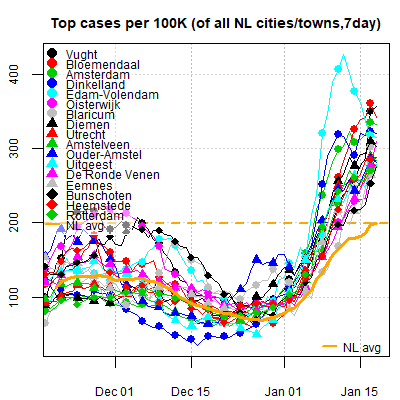 Top cases per 100K (of all NL cities/towns,7day)
400
300
200
100
Vught
Bloemendaal
Amsterdam
Dinkelland
Edam-Volendam
Oisterwijk
Blaricum
Diemen
Utrecht
Amstelveen
Ouder-Amstel
Uitgeest
De Ronde Venen
Eemnes
Bunschoten
Heemstede
Rotterdam
NL avg
NL avg
Dec 01
Dec 15
Jan 01
Jan 15